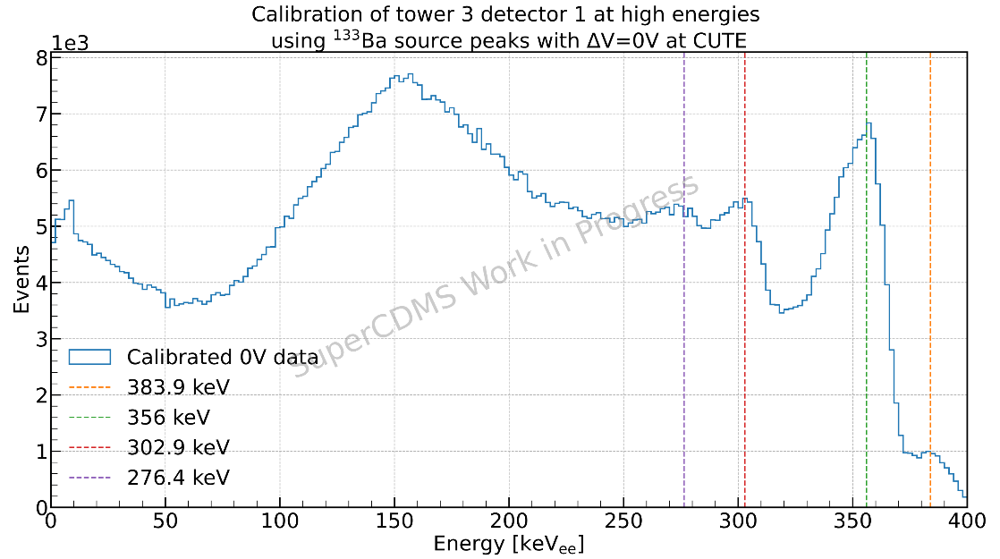 Calibration of tower 3 detector 1 at high energies
using ¹³³Ba source peaks with ΔV=0V at CUTE
1e3
8
7
6
5
4
3
2
1
0
Events
SuperCDMS Work in Progress
Calibrated 0V data
383.9 keV
356 keV
302.9 keV
276.4 keV
0 50 100 150 200 250 300 350 400
Energy [keVₑₑ]